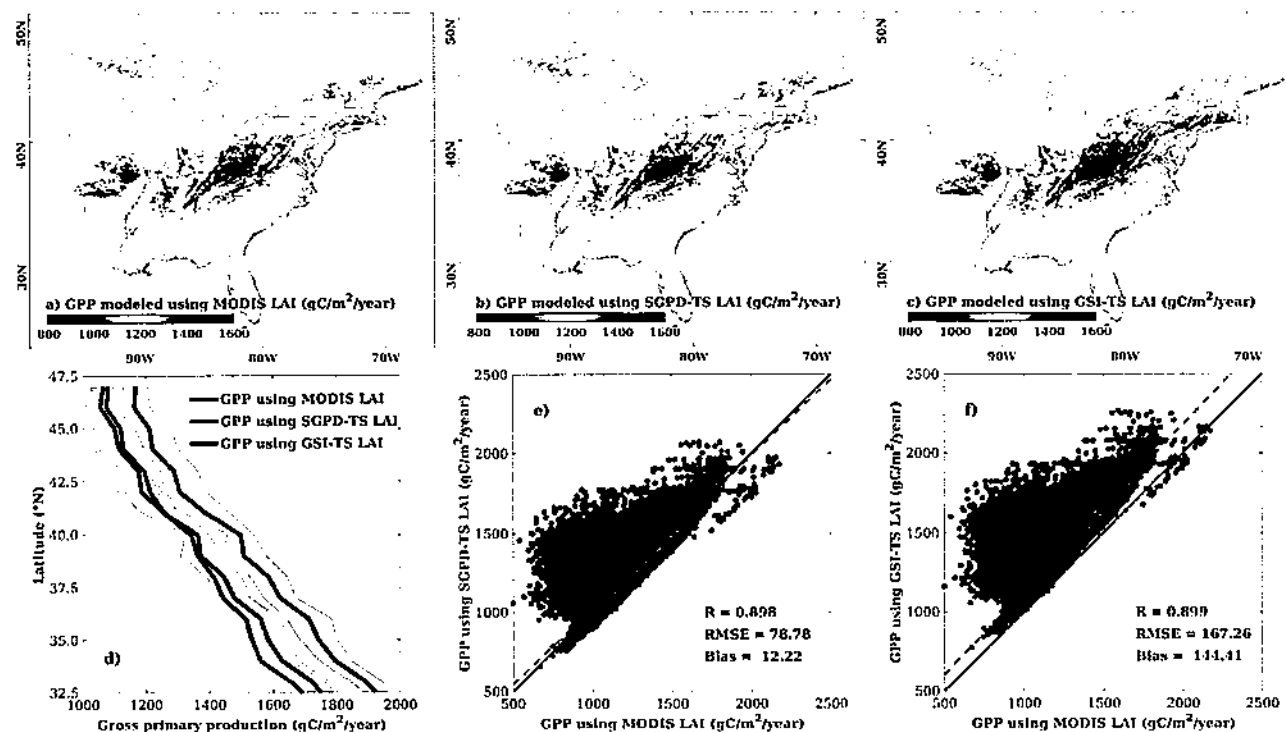 50N
40N
30N
a) GPP modeled using MODIS LAI (gC/m²/year)
800 1000 1200 1400 1600
90W 80W 70W
50N
40N
30N
b) GPP modeled using SGPD-TS LAI (gC/m²/year)
800 1000 1200 1400 1600
90W 80W 70W
50N
40N
30N
c) GPP modeled using GSI-TS LAI (gC/m²/year)
800 1000 1200 1400 1600
90W 80W 70W
47.5
45.0
42.5
40.0
37.5
35.0
32.5
Latitude (°N)
GPP using MODIS LAI
GPP using SGPD-TS LAI
GPP using GSI-TS LAI
d)
1000 1200 1400 1600 1800 2000
Gross primary production (gC/m²/year)
2500
2000
1500
1000
500
GPP using SGPD-TS LAI (gC/m²/year)
e)
R = 0.898
RMSE = 78.78
Bias = 12.22
500 1000 1500 2000 2500
GPP using MODIS LAI (gC/m²/year)
2500
2000
1500
1000
500
GPP using GSI-TS LAI (gC/m²/year)
f)
R = 0.899
RMSE = 167.26
Bias = 144.41
500 1000 1500 2000 2500
GPP using MODIS LAI (gC/m²/year)